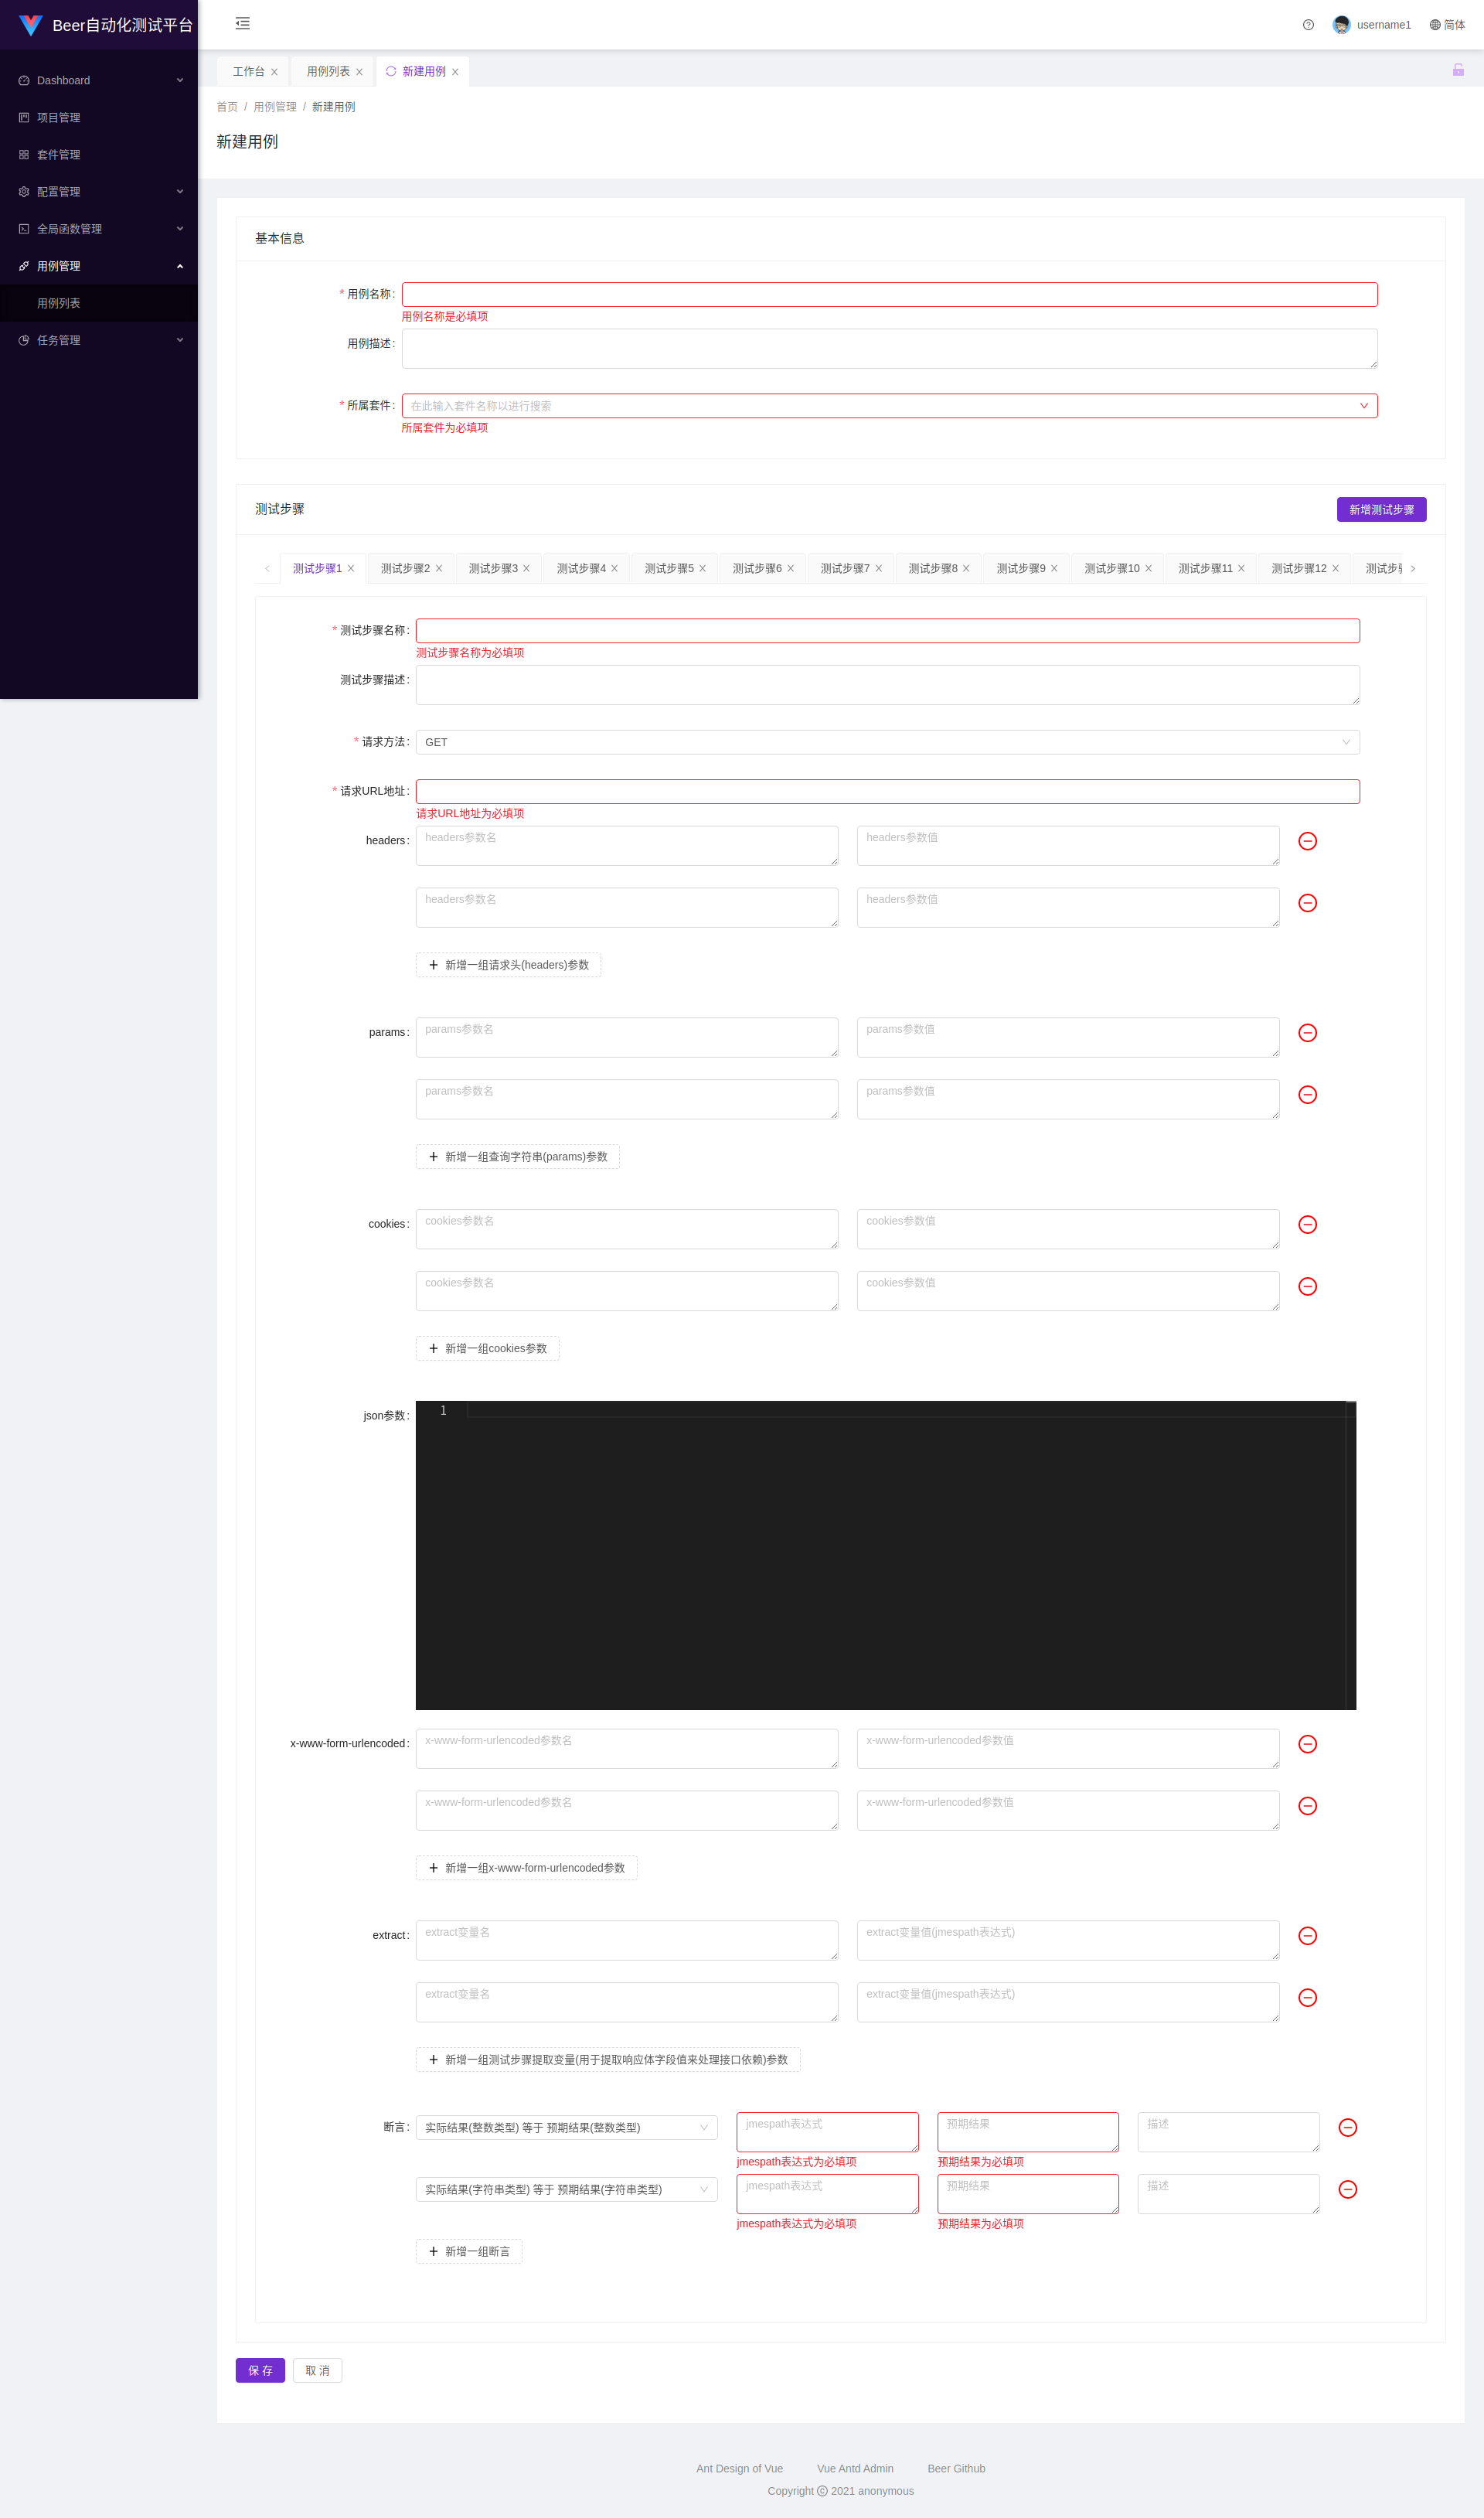 Beer自动化测试平台
username1
简体
Dashboard
项目管理
套件管理
配置管理
全局函数管理
用例管理
用例列表
任务管理
工作台
用例列表
新建用例
首页 / 用例管理 / 新建用例
新建用例
基本信息
* 用例名称 :
用例名称是必填项
用例描述 :
* 所属套件 :
在此输入套件名称以进行搜索
所属套件为必填项
测试步骤
新增测试步骤
测试步骤1
测试步骤2
测试步骤3
测试步骤4
测试步骤5
测试步骤6
测试步骤7
测试步骤8
测试步骤9
测试步骤10
测试步骤11
测试步骤12
测试步
* 测试步骤名称 :
测试步骤名称为必填项
测试步骤描述 :
* 请求方法 :
GET
* 请求URL地址 :
请求URL地址为必填项
headers :
headers参数名
headers参数值
headers参数名
headers参数值
新增一组请求头(headers)参数
params :
params参数名
params参数值
params参数名
params参数值
新增一组查询字符串(params)参数
cookies :
cookies参数名
cookies参数值
cookies参数名
cookies参数值
新增一组cookies参数
json参数 :
1
x-www-form-urlencoded :
x-www-form-urlencoded参数名
x-www-form-urlencoded参数值
x-www-form-urlencoded参数名
x-www-form-urlencoded参数值
新增一组x-www-form-urlencoded参数
extract :
extract变量名
extract变量值(jmespath表达式)
extract变量名
extract变量值(jmespath表达式)
新增一组测试步骤提取变量(用于提取响应体字段值来处理接口依赖)参数
断言 :
实际结果(整数类型) 等于 预期结果(整数类型)
jmespath表达式
预期结果
描述
jmespath表达式为必填项
预期结果为必填项
实际结果(字符串类型) 等于 预期结果(字符串类型)
jmespath表达式
预期结果
描述
jmespath表达式为必填项
预期结果为必填项
新增一组断言
保 存
取 消
Ant Design of Vue
Vue Antd Admin
Beer Github
Copyright © 2021 anonymous